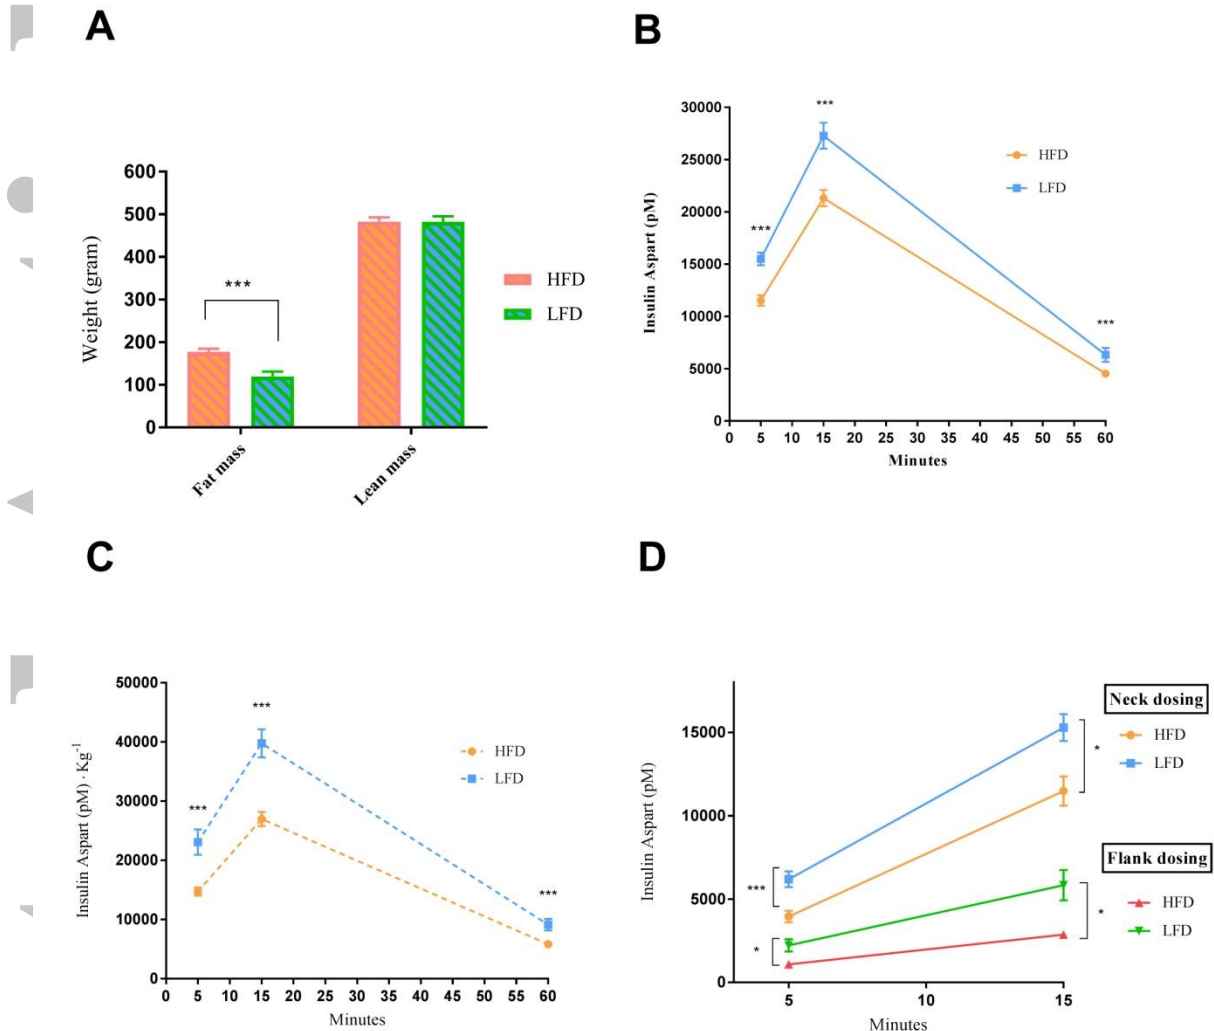 A
600
500
400
300
200
100
0
Weight (gram)
***
Fat mass
Lean mass
HFD
LFD
B
30000
25000
20000
15000
10000
5000
0
Insulin Aspart (pM)
***
***
***
HFD
LFD
0 5 10 15 20 25 30 35 40 45 50 55 60
Minutes
C
50000
40000
30000
20000
10000
0
Insulin Aspart (pM) · Kg⁻¹
***
***
***
HFD
LFD
0 5 10 15 20 25 30 35 40 45 50 55 60
Minutes
D
15000
10000
5000
0
Insulin Aspart (pM)
***
*
*
*
5 10 15
Minutes
Neck dosing
HFD
LFD
Flank dosing
HFD
LFD